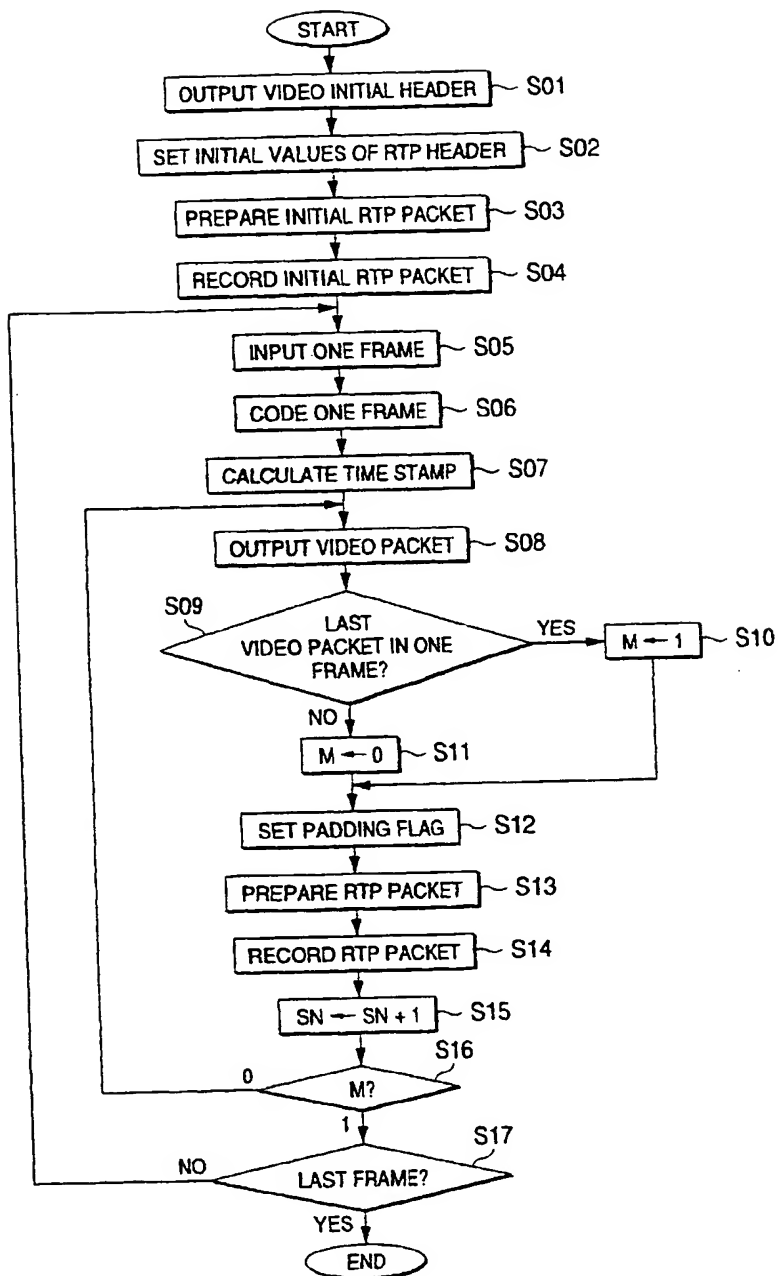 START
OUTPUT VIDEO INITIAL HEADER S01
SET INITIAL VALUES OF RTP HEADER S02
PREPARE INITIAL RTP PACKET S03
RECORD INITIAL RTP PACKET S04
INPUT ONE FRAME S05
CODE ONE FRAME S06
CALCULATE TIME STAMP S07
OUTPUT VIDEO PACKET S08
S09
LAST
VIDEO PACKET IN ONE
FRAME?
YES
M ← 1 S10
NO
M ← 0 S11
SET PADDING FLAG S12
PREPARE RTP PACKET S13
RECORD RTP PACKET S14
SN ← SN + 1 S15
S16
0
M?
1
S17
NO
LAST FRAME?
YES
END